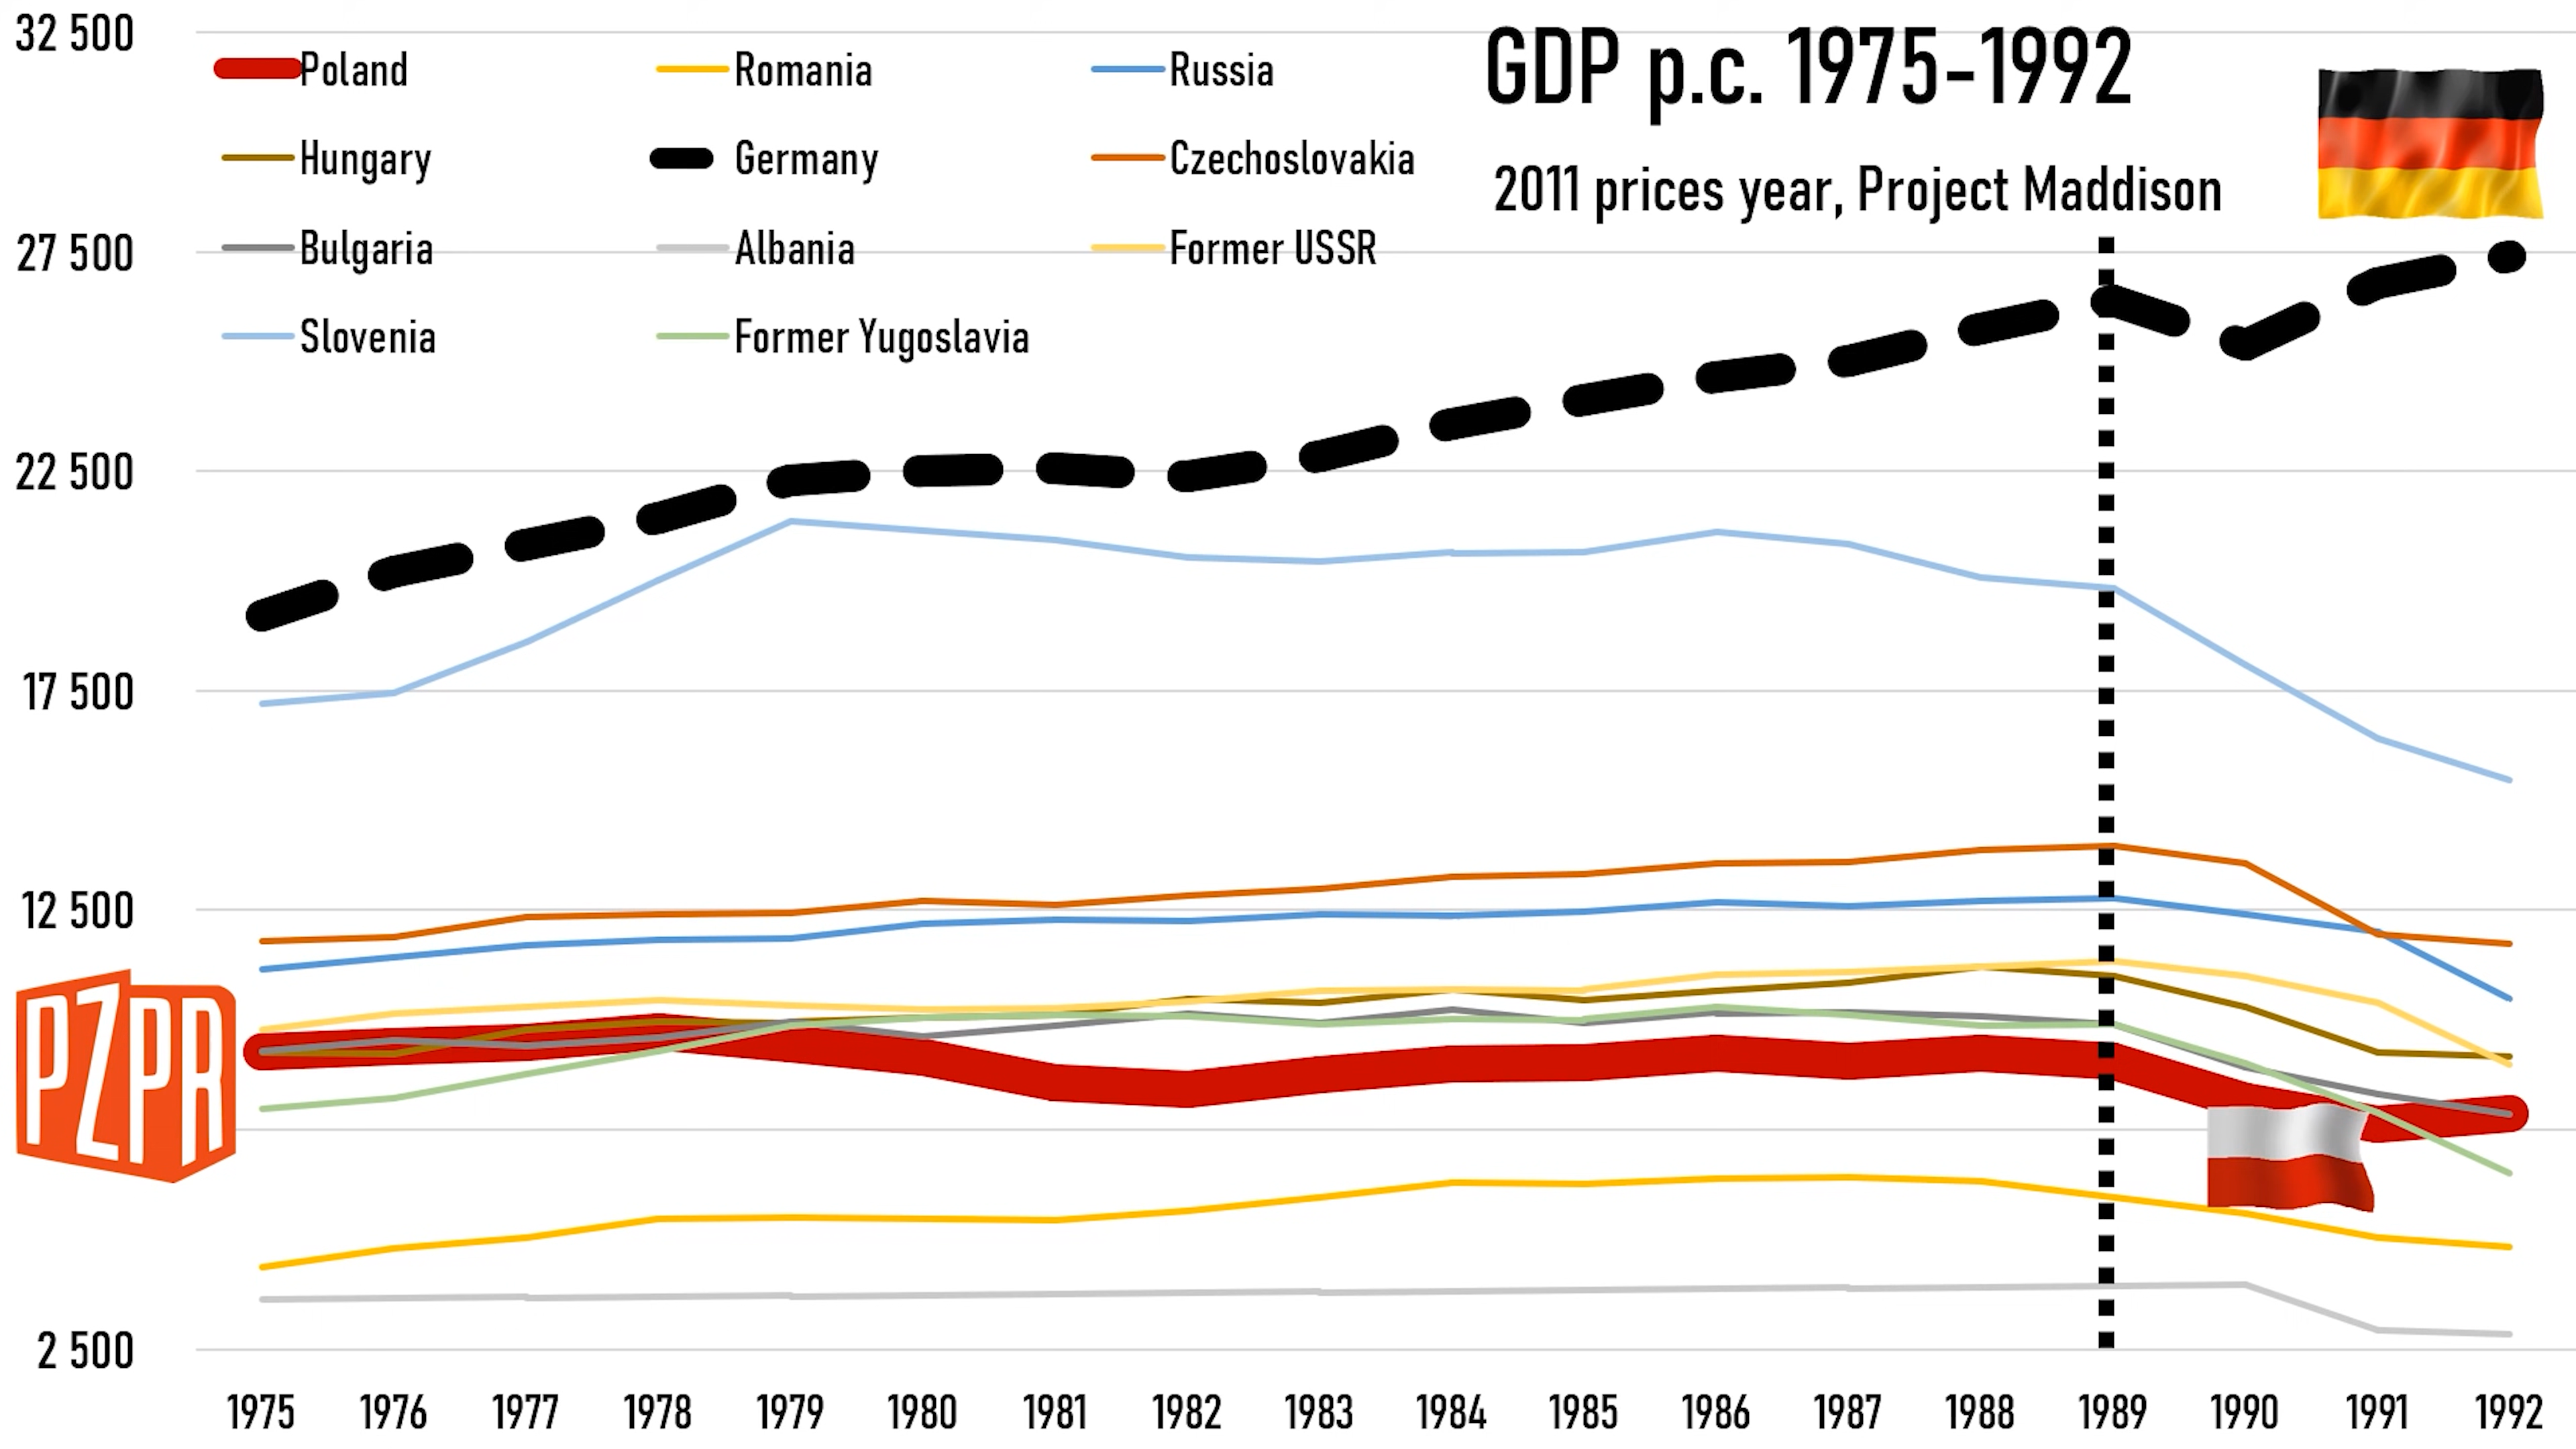 32 500
GDP p.c. 1975-1992
Poland
Romania
Russia
Hungary
Germany
Czechoslovakia
2011 prices year, Project Maddison
Bulgaria
Albania
Former USSR
27 500
Slovenia
Former Yugoslavia
22 500
17 500
12 500
PZPR
2 500
1975 1976 1977 1978 1979 1980 1981 1982 1983 1984 1985 1986 1987 1988 1989 1990 1991 1992